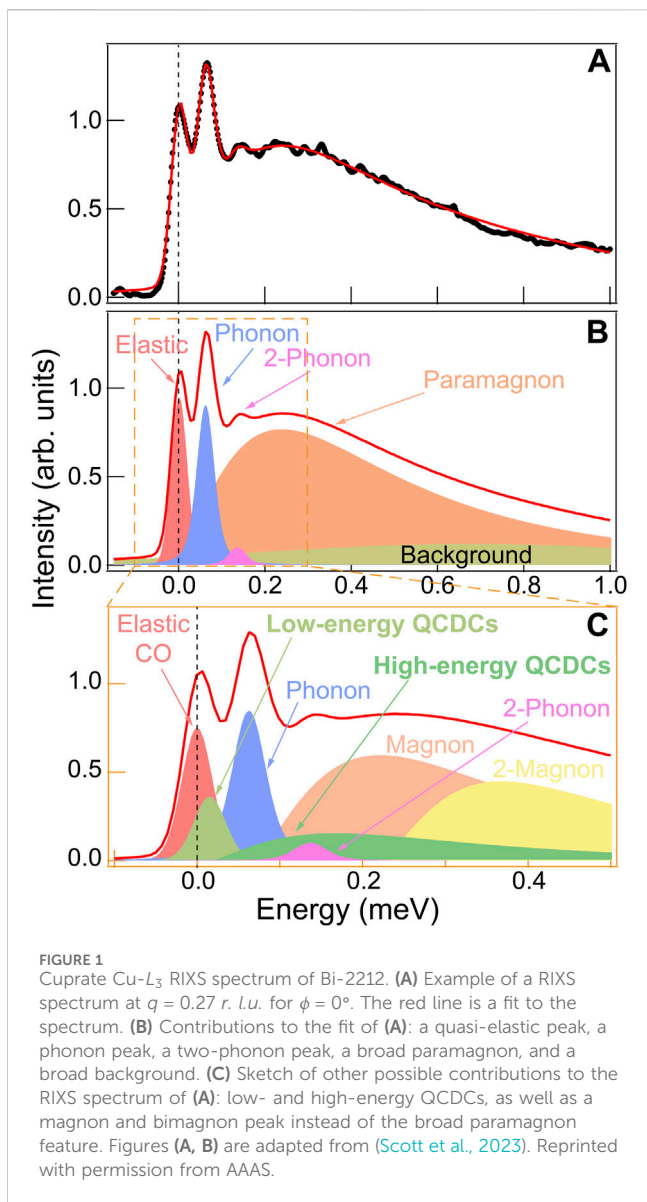 A
1.0
0.5
0.0
B
Elastic
Phonon
2-Phonon
Paramagnon
1.0
0.5
0.0
Background
0.0 0.2 0.4 0.6 0.8 1.0
Intensity (arb. units)
C
Elastic
CO
Low-energy QCDCs
High-energy QCDCs
Phonon
2-Phonon
Magnon
2-Magnon
1.0
0.5
0.0
0.0 0.2 0.4
Energy (meV)
FIGURE 1
Cuprate Cu-L3 RIXS spectrum of Bi-2212. (A) Example of a RIXS
spectrum at q = 0.27 r. l.u. for ϕ = 0°. The red line is a fit to the
spectrum. (B) Contributions to the fit of (A): a quasi-elastic peak, a
phonon peak, a two-phonon peak, a broad paramagnon, and a
broad background. (C) Sketch of other possible contributions to the
RIXS spectrum of (A): low- and high-energy QCDCs, as well as a
magnon and bimagnon peak instead of the broad paramagnon
feature. Figures (A, B) are adapted from (Scott et al., 2023). Reprinted
with permission from AAAS.